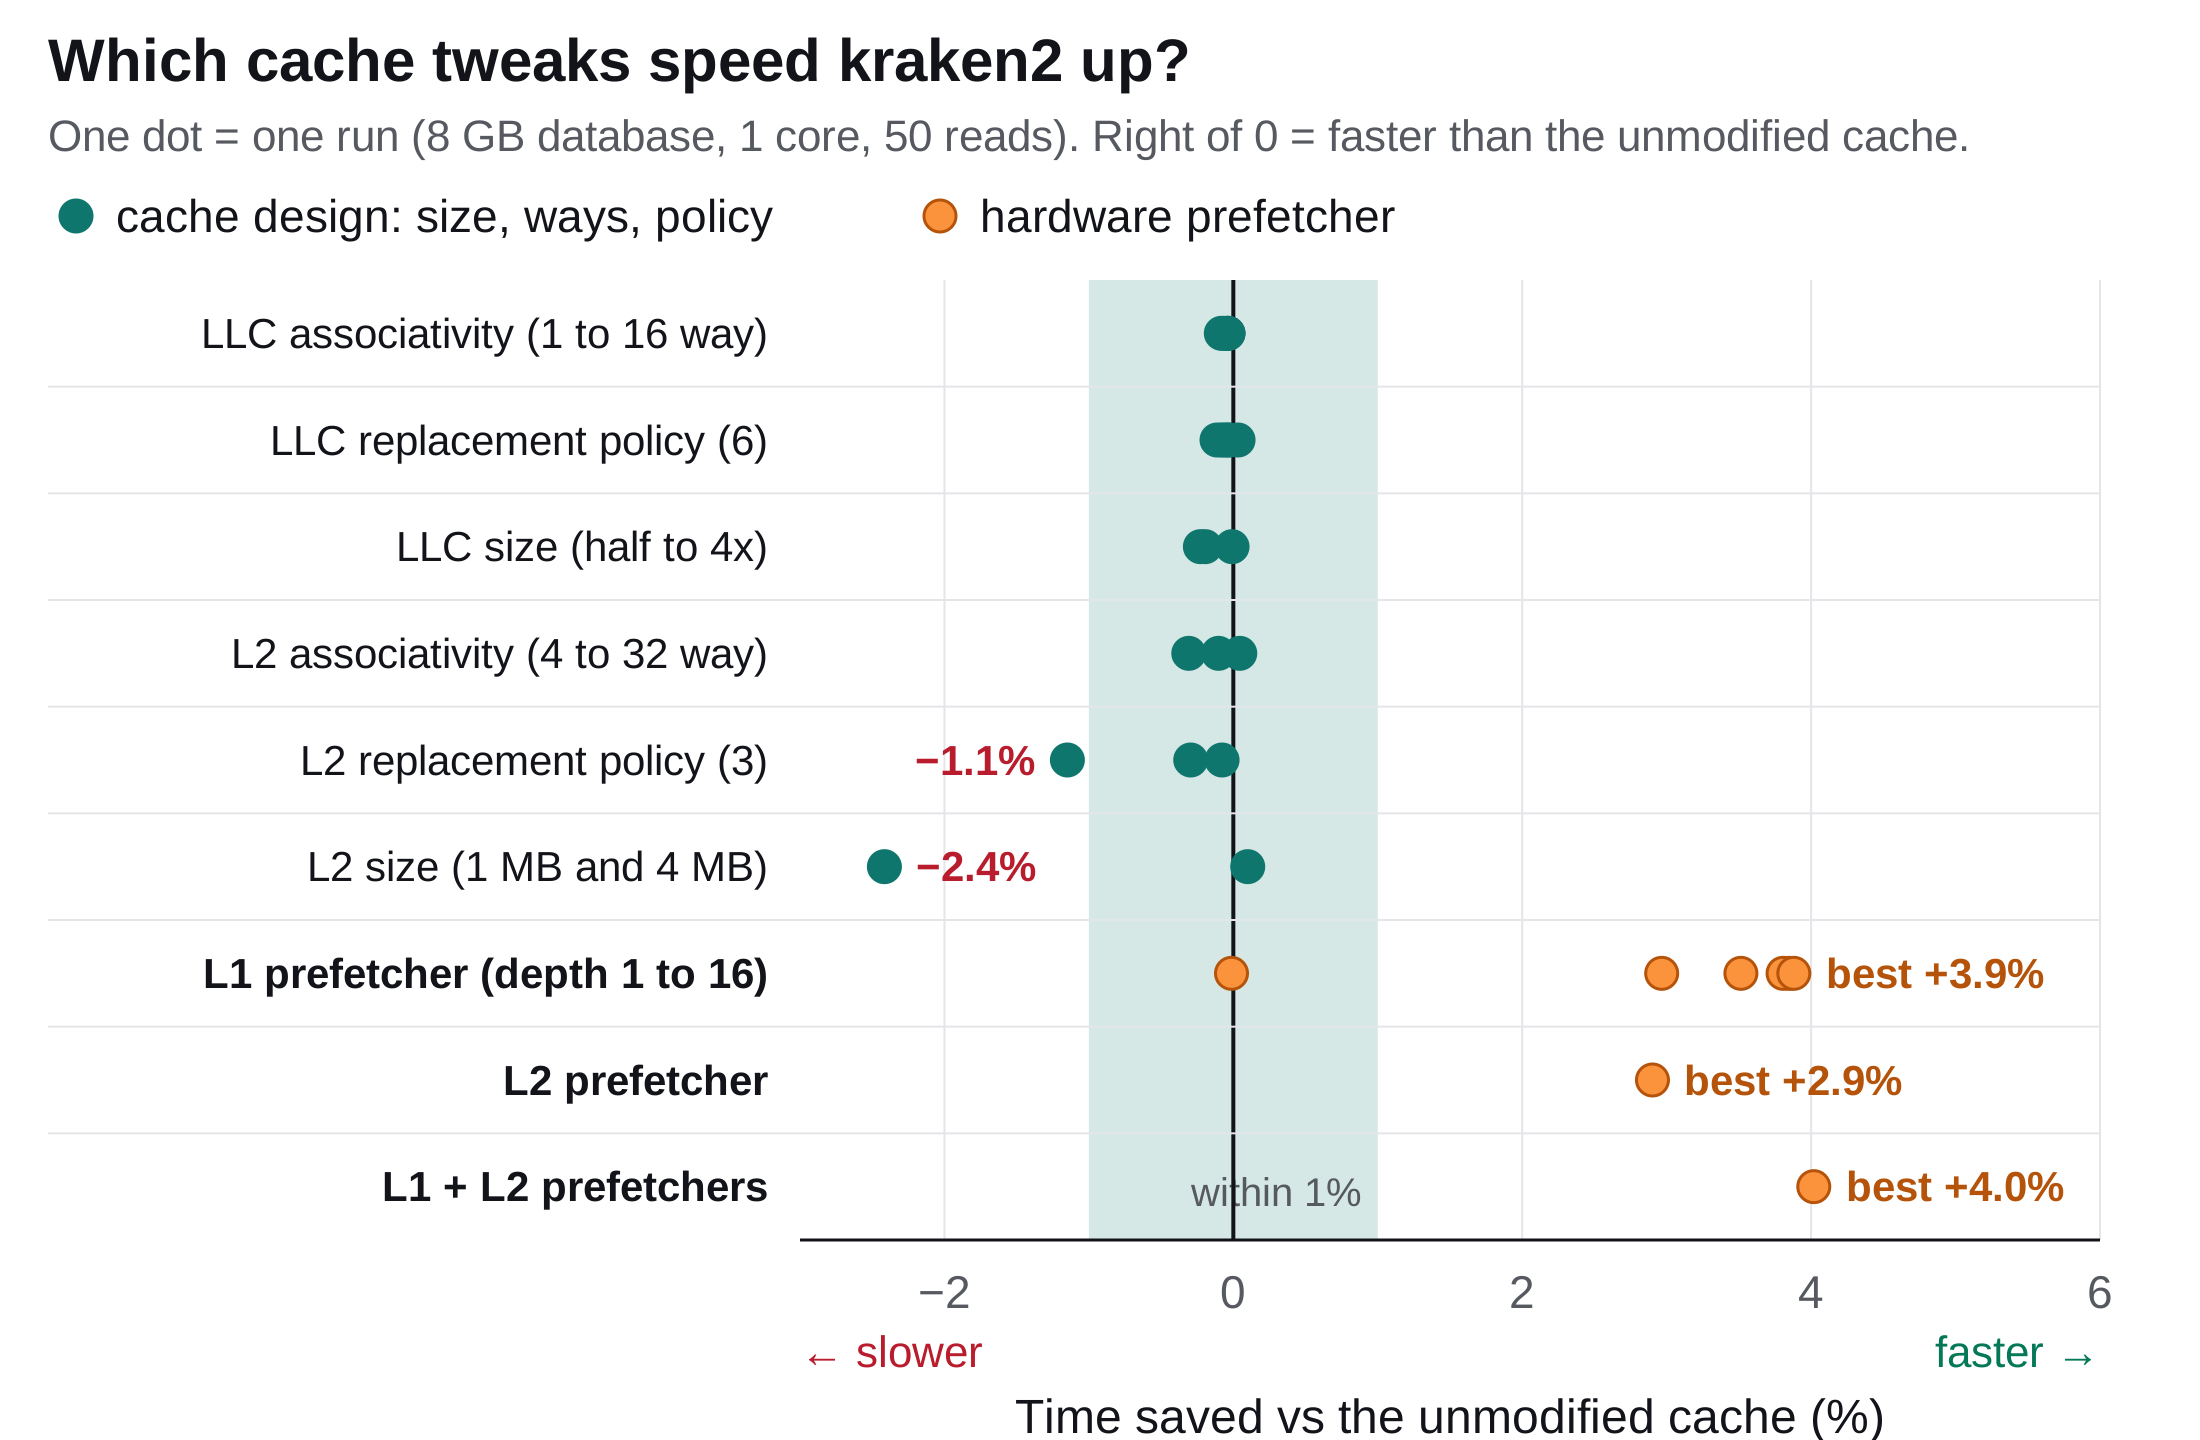 Which cache tweaks speed kraken2 up?
One dot = one run (8 GB database, 1 core, 50 reads). Right of 0 = faster than the unmodified cache.
cache design: size, ways, policy
hardware prefetcher
LLC associativity (1 to 16 way)
LLC replacement policy (6)
LLC size (half to 4x)
L2 associativity (4 to 32 way)
L2 replacement policy (3)
−1.1%
L2 size (1 MB and 4 MB)
−2.4%
L1 prefetcher (depth 1 to 16)
best +3.9%
L2 prefetcher
best +2.9%
L1 + L2 prefetchers
within 1%
best +4.0%
−2 0 2 4 6
← slower
faster →
Time saved vs the unmodified cache (%)